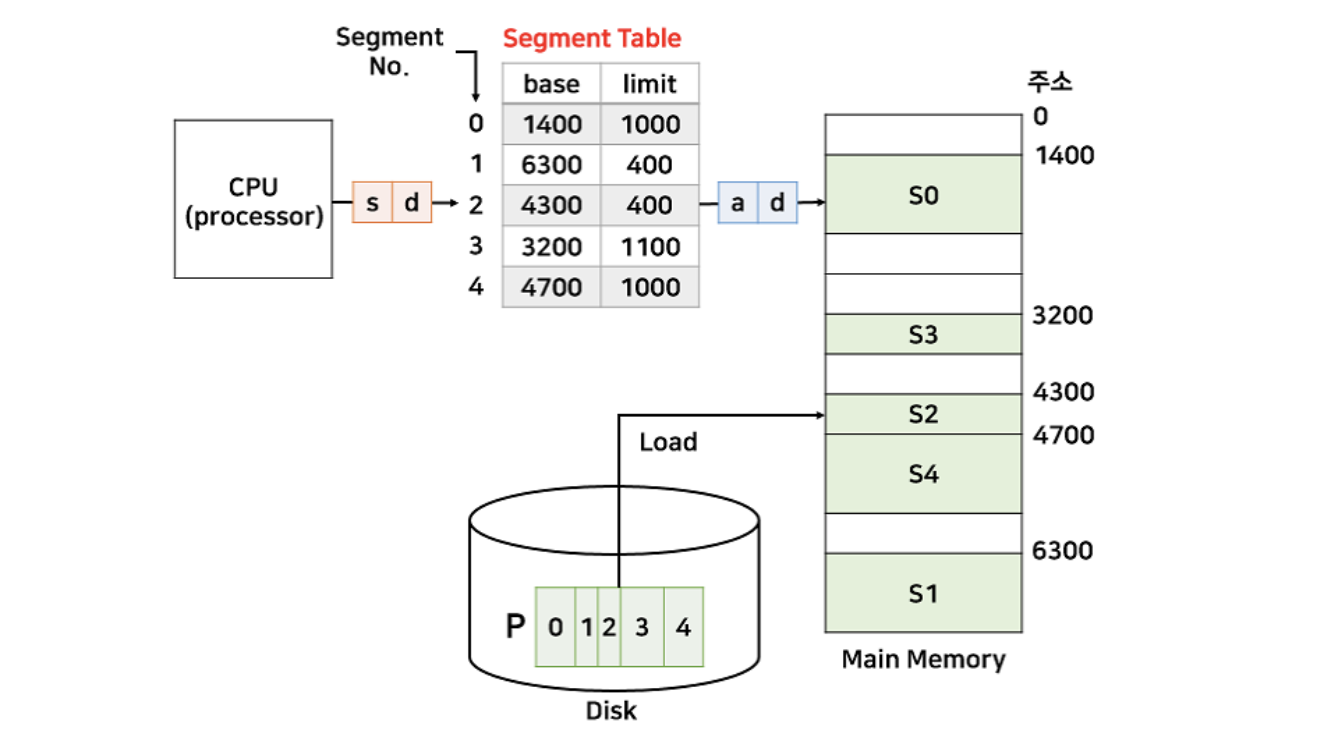 Segment
No.
Segment Table
base limit
0 1400 1000
1 6300 400
2 4300 400
3 3200 1100
4 4700 1000
CPU
(processor)
s d
a d
주소
0
1400
S0
3200
S3
4300
S2
4700
S4
6300
S1
Main Memory
Load
P 0 1 2 3 4
Disk